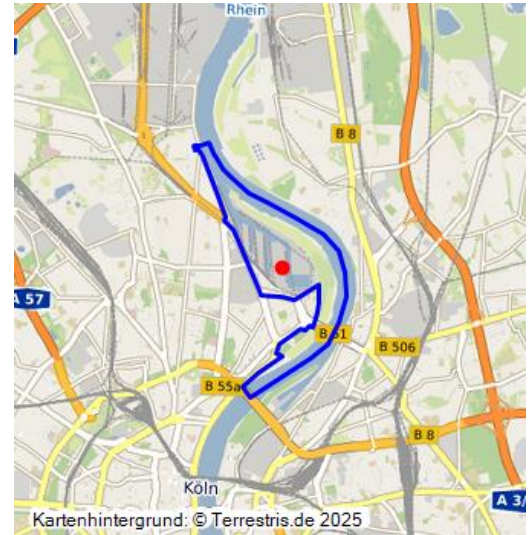 Rhein
B 8
A 57
B 51
B 506
B 55a
B 8
Köln
A 3/
Kartenhintergrund: © Terrestris.de 2025